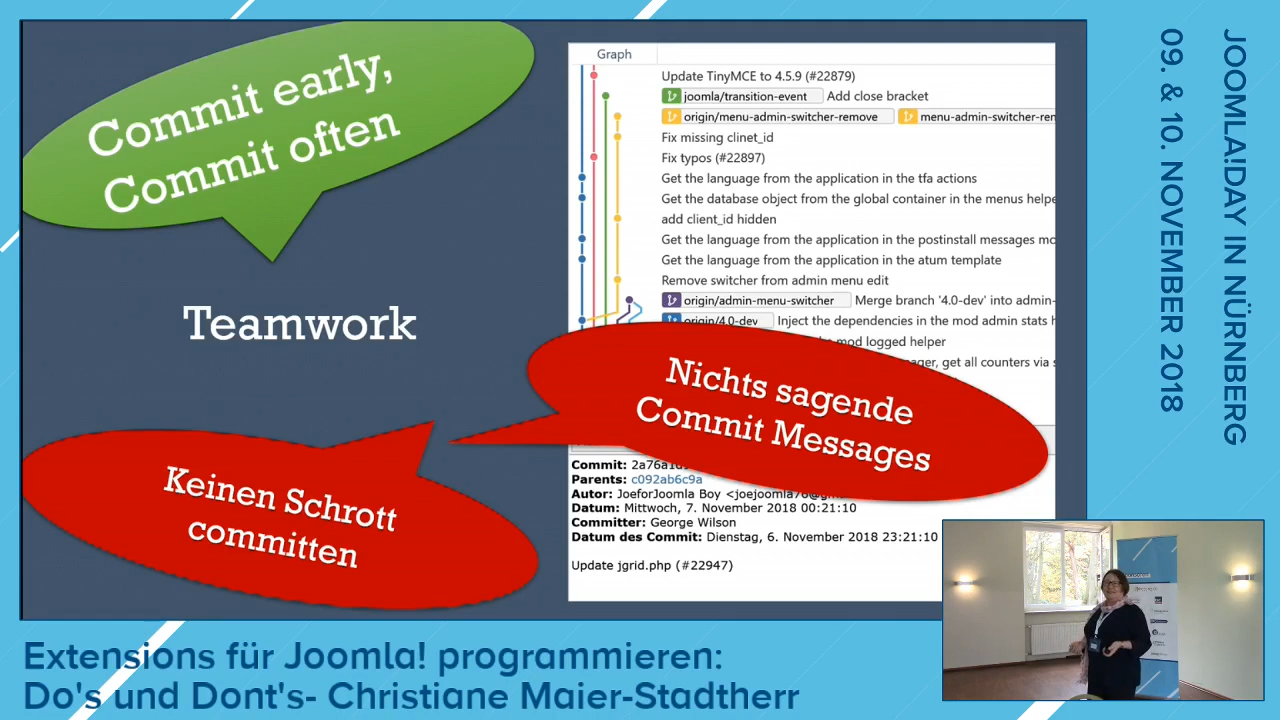 Commit early,
Commit often
Teamwork
Keinen Schrott
committen
Nichts sagende
Commit Messages
Graph
Update TinyMCE to 4.5.9 (#22879)
joomla/transition-event Add close bracket
origin/menu-admin-switcher-remove menu-admin-switcher-rem
Fix missing clinet_id
Fix typos (#22897)
Get the language from the application in the tfa actions
Get the database object from the global container in the menus helpe
add client_id hidden
Get the language from the application in the postinstall messages mo
Get the language from the application in the atum template
Remove switcher from admin menu edit
origin/admin-menu-switcher Merge branch '4.0-dev' into admin-
origin/4.0-dev Inject the dependencies in the mod admin stats h
mod logged helper
ager, get all counters via s
Commit: 2a76a1d
Parents: c092ab6c9a
Autor: JoeforJoomla Boy <joejoomla76@gm
Datum: Mittwoch, 7. November 2018 00:21:10
Committer: George Wilson
Datum des Commit: Dienstag, 6. November 2018 23:21:10
Update jgrid.php (#22947)
JOOMLA!DAY IN NÜRNBERG
09. & 10. NOVEMBER 2018
Extensions für Joomla! programmieren:
Do's und Dont's- Christiane Maier-Stadtherr